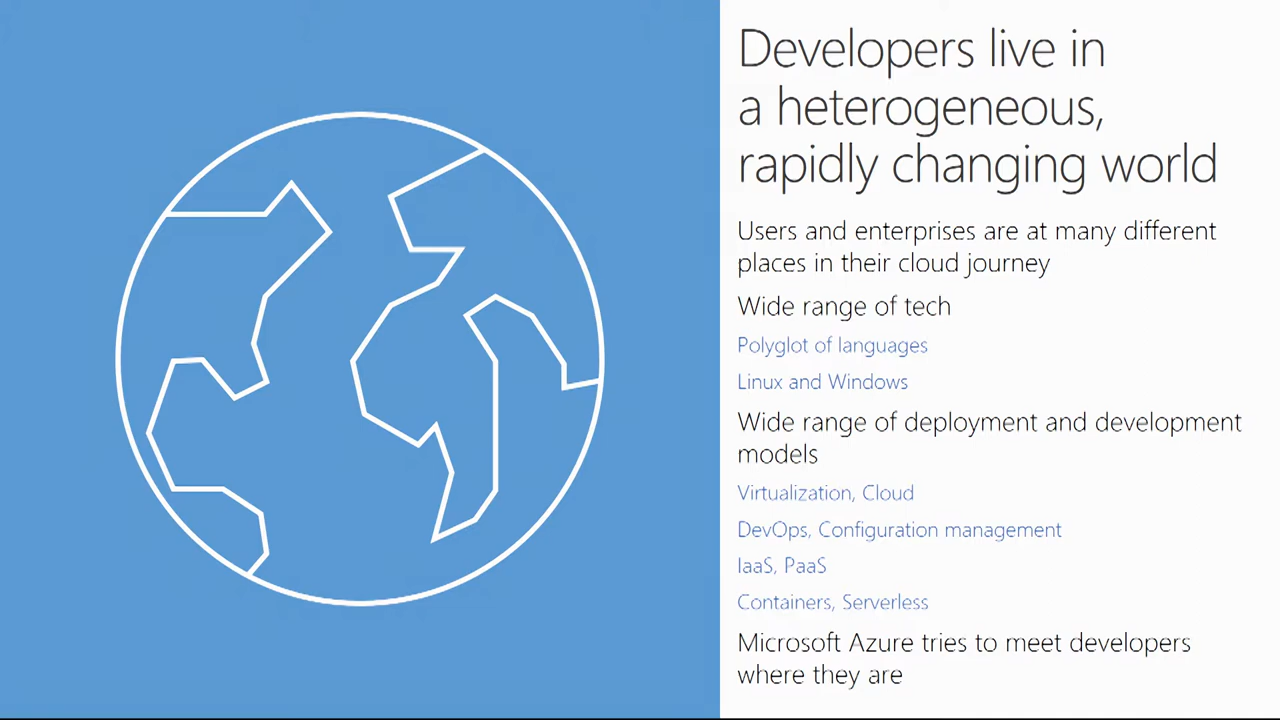 Developers live in
a heterogeneous,
rapidly changing world
Users and enterprises are at many different
places in their cloud journey
Wide range of tech
Polyglot of languages
Linux and Windows
Wide range of deployment and development
models
Virtualization, Cloud
DevOps, Configuration management
IaaS, PaaS
Containers, Serverless
Microsoft Azure tries to meet developers
where they are